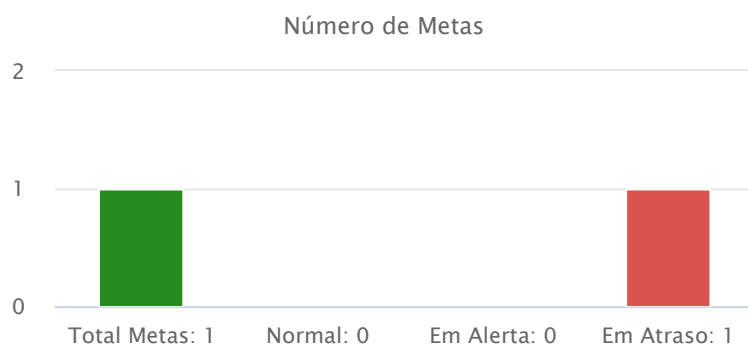 Número de Metas
2
1
0
Total Metas: 1
Normal: 0
Em Alerta: 0
Em Atraso: 1